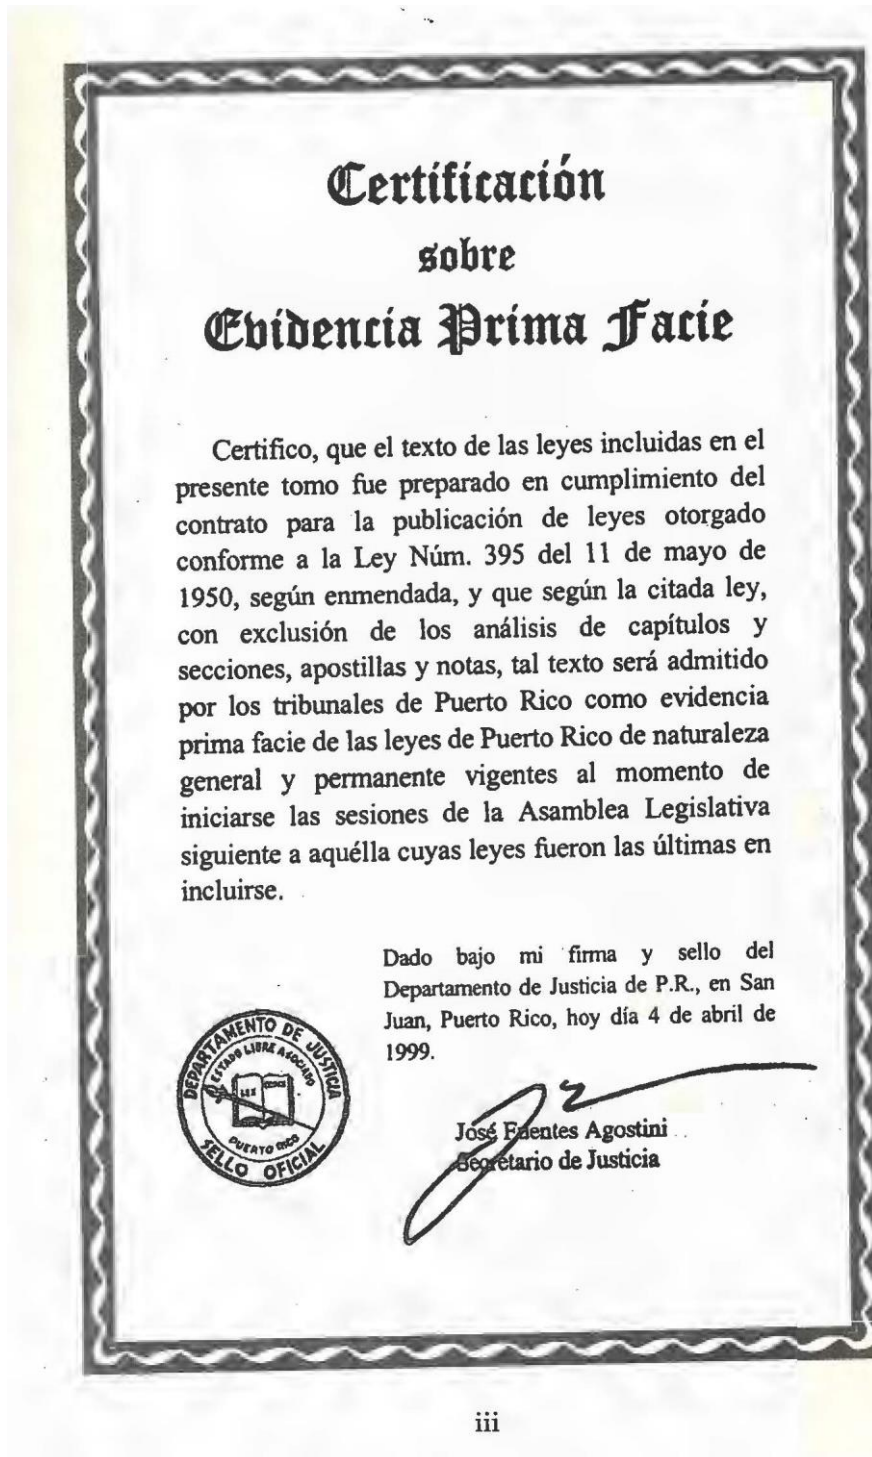 Certificación
sobre
Evidencia Prima Facie
Certifico, que el texto de las leyes incluidas en el
presente tomo fue preparado en cumplimiento del
contrato para la publicación de leyes otorgado
conforme a la Ley Núm. 395 del 11 de mayo de
1950, según enmendada, y que según la citada ley,
con exclusión de los análisis de capítulos y
secciones, apostillas y notas, tal texto será admitido
por los tribunales de Puerto Rico como evidencia
prima facie de las leyes de Puerto Rico de naturaleza
general y permanente vigentes al momento de
iniciarse las sesiones de la Asamblea Legislativa
siguiente a aquélla cuyas leyes fueron las últimas en
incluirse.
Dado bajo mi firma y sello del
Departamento de Justicia de P.R., en San
Juan, Puerto Rico, hoy día 4 de abril de
1999.
DEPARTAMENTO DE JUSTICIA
ESTADO LIBRE ASOCIADO
PUERTO RICO
SELLO OFICIAL
José Fuentes Agostini
Secretario de Justicia
iii